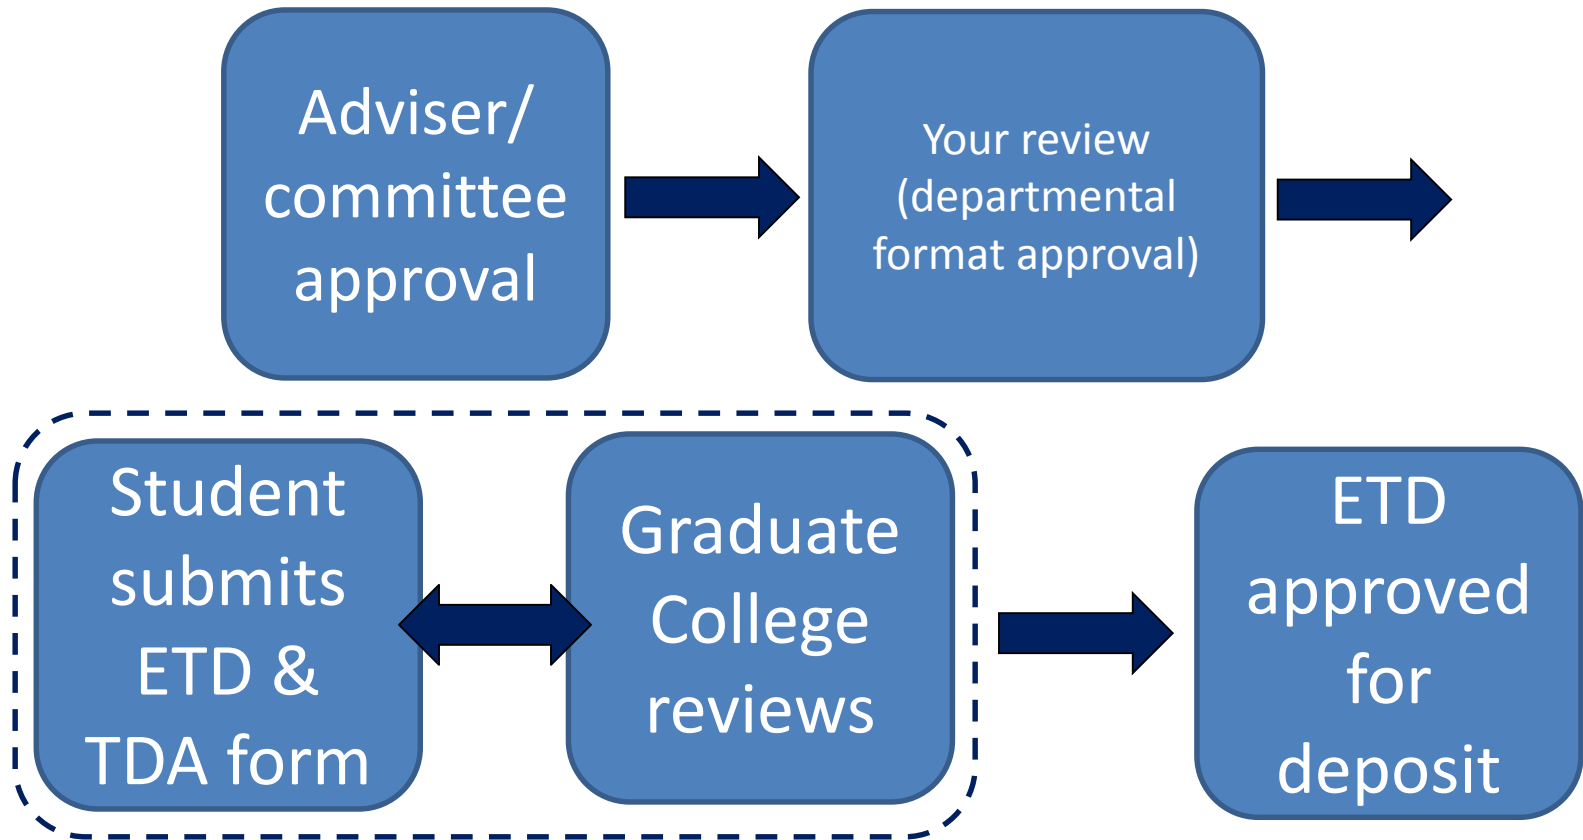 Adviser/
committee
approval
Your review
(departmental
format approval)
Student
submits
ETD &
TDA form
Graduate
College
reviews
ETD
approved
for
deposit